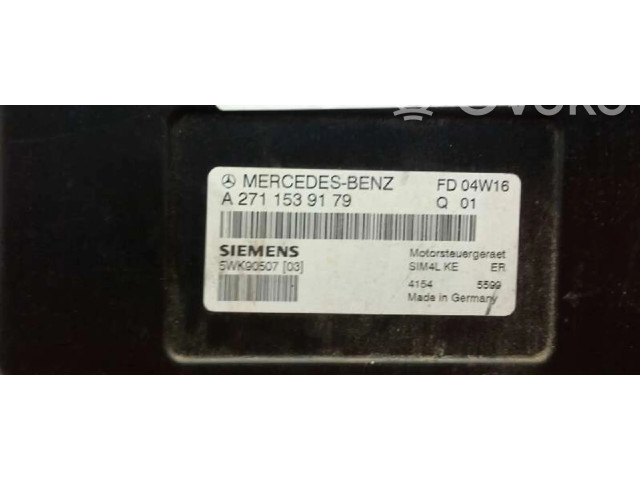 MERCEDES-BENZ FD 04W16
A 271 153 91 79 Q 01
SIEMENS Motorsteuergeraet
5WK90507 [03] SIM4L KE ER
4154 5599
Made in Germany